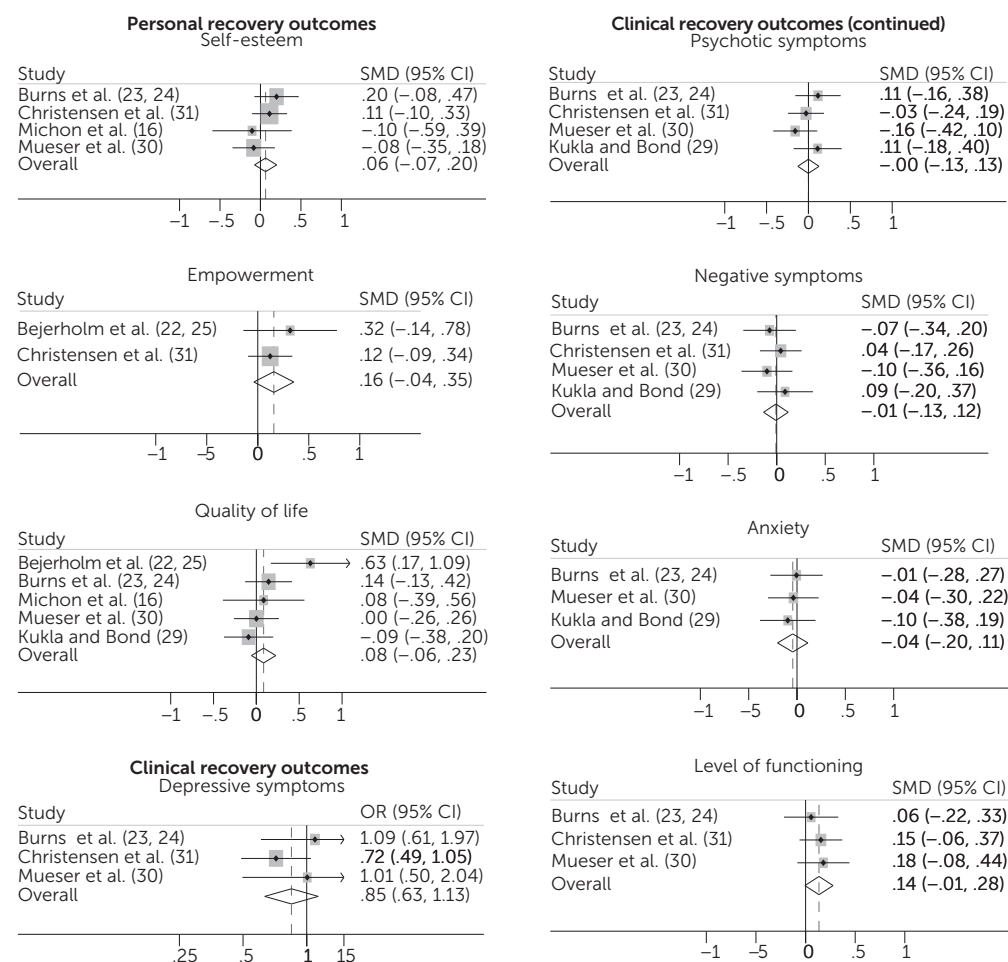 Personal recovery outcomes
Self-esteem
Study SMD (95% CI)
Burns et al. (23, 24) .20 (–.08, .47)
Christensen et al. (31) .11 (–.10, .33)
Michon et al. (16) –.10 (–.59, .39)
Mueser et al. (30) –.08 (–.35, .18)
Overall .06 (–.07, .20)
–1 –.5 0 .5 1
Empowerment
Study SMD (95% CI)
Bejerholm et al. (22, 25) .32 (–.14, .78)
Christensen et al. (31) .12 (–.09, .34)
Overall .16 (–.04, .35)
–1 –5 0 .5 1
Quality of life
Study SMD (95% CI)
Bejerholm et al. (22, 25) .63 (.17, 1.09)
Burns et al. (23, 24) .14 (–.13, .42)
Michon et al. (16) .08 (–.39, .56)
Mueser et al. (30) .00 (–.26, .26)
Kukla and Bond (29) –.09 (–.38, .20)
Overall .08 (–.06, .23)
–1 –.5 0 .5 1
Clinical recovery outcomes
Depressive symptoms
Study OR (95% CI)
Burns et al. (23, 24) 1.09 (.61, 1.97)
Christensen et al. (31) .72 (.49, 1.05)
Mueser et al. (30) 1.01 (.50, 2.04)
Overall .85 (.63, 1.13)
.25 .5 1 15
Clinical recovery outcomes (continued)
Psychotic symptoms
Study SMD (95% CI)
Burns et al. (23, 24) .11 (–.16, .38)
Christensen et al. (31) –.03 (–.24, .19)
Mueser et al. (30) –.16 (–.42, .10)
Kukla and Bond (29) .11 (–.18, .40)
Overall –.00 (–.13, .13)
–1 –.5 0 .5 1
Negative symptoms
Study SMD (95% CI)
Burns et al. (23, 24) –.07 (–.34, .20)
Christensen et al. (31) .04 (–.17, .26)
Mueser et al. (30) –.10 (–.36, .16)
Kukla and Bond (29) .09 (–.20, .37)
Overall –.01 (–.13, .12)
–1 –.5 0 .5 1
Anxiety
Study SMD (95% CI)
Burns et al. (23, 24) –.01 (–.28, .27)
Mueser et al. (30) –.04 (–.30, .22)
Kukla and Bond (29) –.10 (–.38, .19)
Overall –.04 (–.20, .11)
–1 –5 0 .5 1
Level of functioning
Study SMD (95% CI)
Burns et al. (23, 24) .06 (–.22, .33)
Christensen et al. (31) .15 (–.06, .37)
Mueser et al. (30) .18 (–.08, .44)
Overall .14 (–.01, .28)
–1 –5 0 .5 1